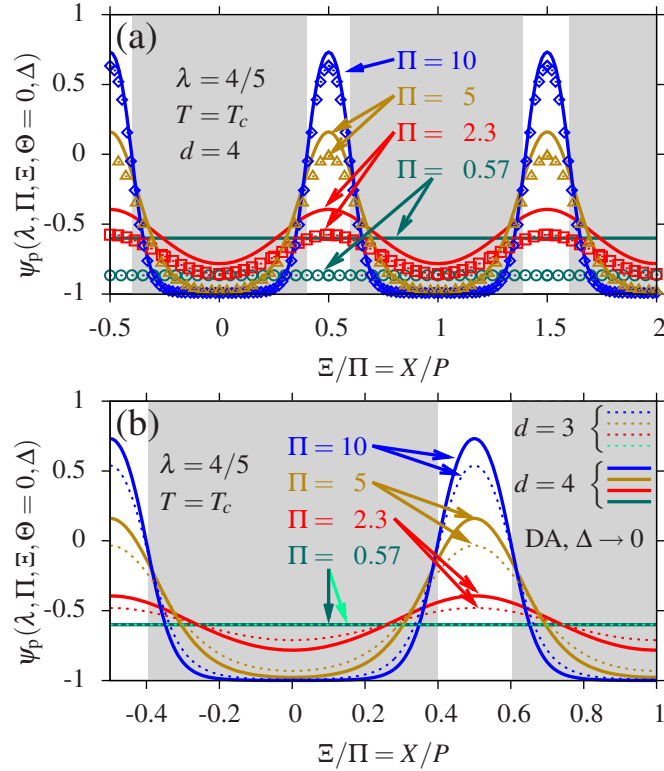 (a)
λ = 4/5
T = T_c
d = 4
Π = 10
Π = 5
Π = 2.3
Π = 0.57
1
0.5
0
-0.5
-1
ψ_p(λ, Π, Ξ, Θ = 0, Δ)
-0.5
0
0.5
1
1.5
2
Ξ/Π = X/P
(b)
λ = 4/5
T = T_c
Π = 10
Π = 5
Π = 2.3
Π = 0.57
d = 3 {
d = 4 {
DA, Δ → 0
1
0.5
0
-0.5
-1
ψ_p(λ, Π, Ξ, Θ = 0, Δ)
-0.4
-0.2
0
0.2
0.4
0.6
0.8
1
Ξ/Π = X/P